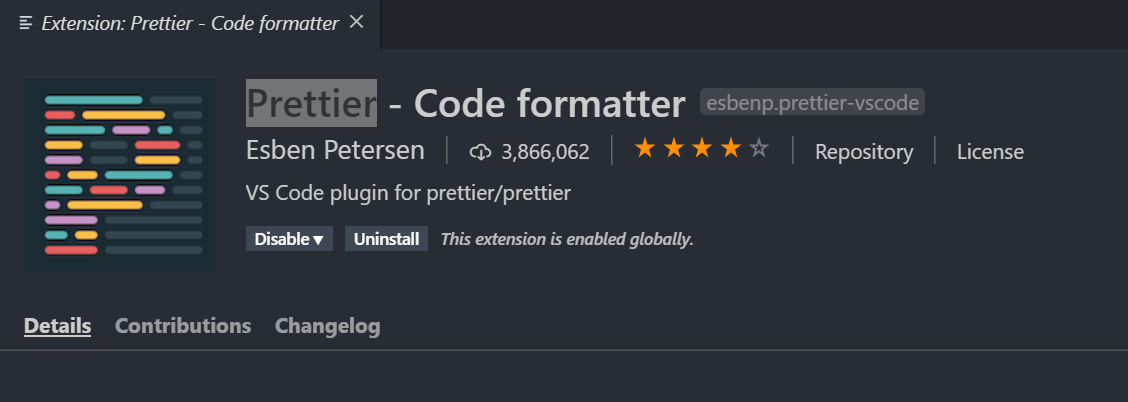 Extension: Prettier - Code formatter
Prettier - Code formatter esbenp.prettier-vscode
Esben Petersen 3,866,062 Repository License
VS Code plugin for prettier/prettier
Disable Uninstall This extension is enabled globally.
Details Contributions Changelog